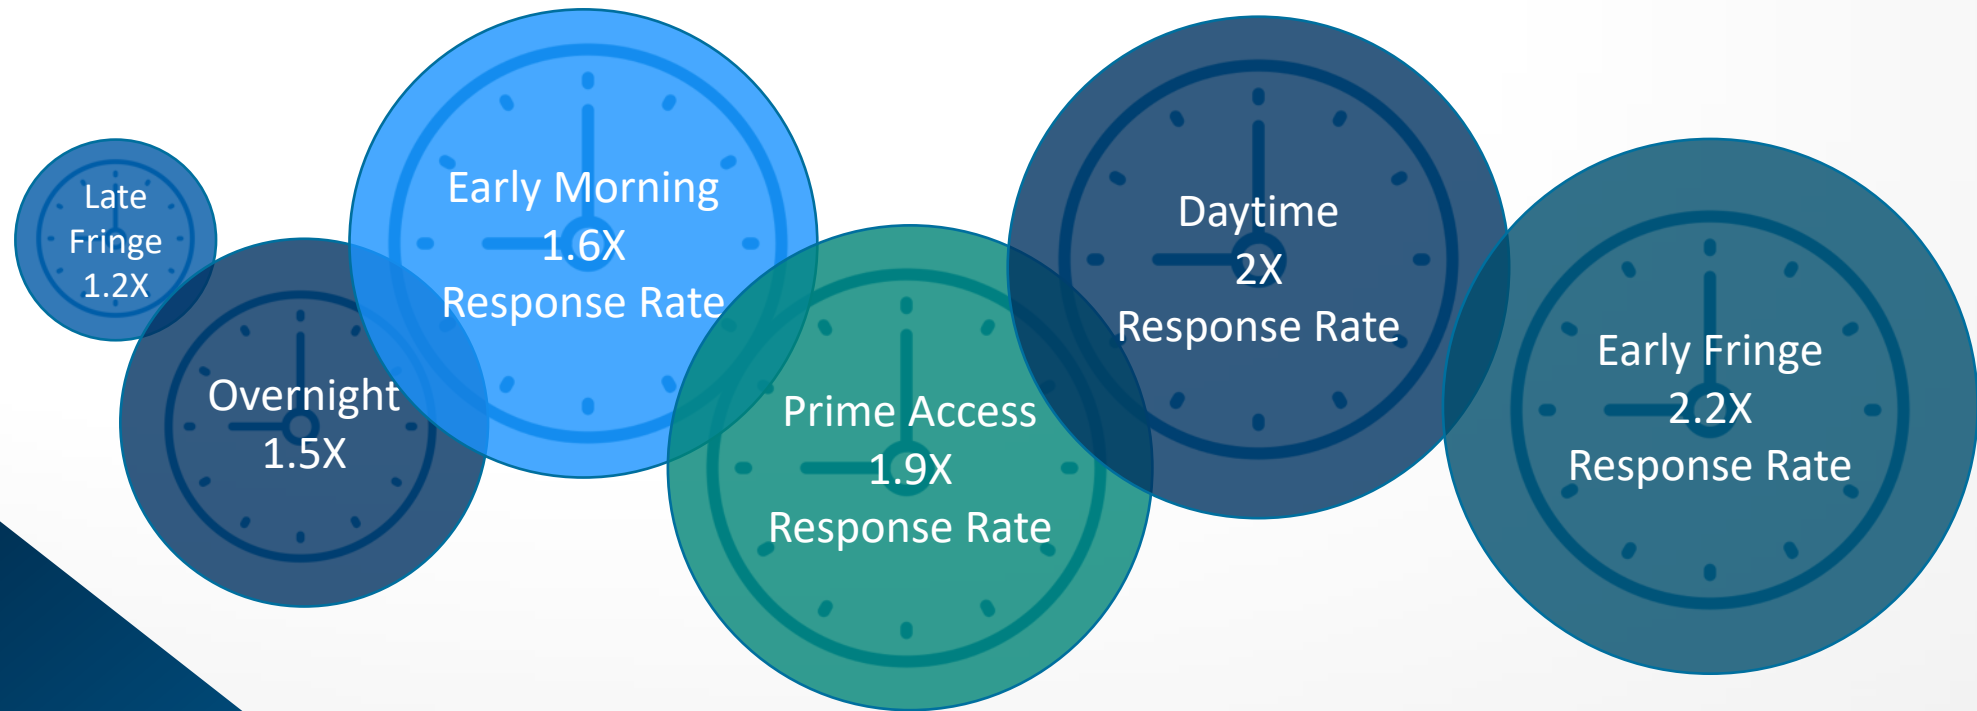 Late
Fringe
1.2X
Overnight
1.5X
Early Morning
1.6X
Response Rate
Prime Access
1.9X
Response Rate
Daytime
2X
Response Rate
Early Fringe
2.2X
Response Rate